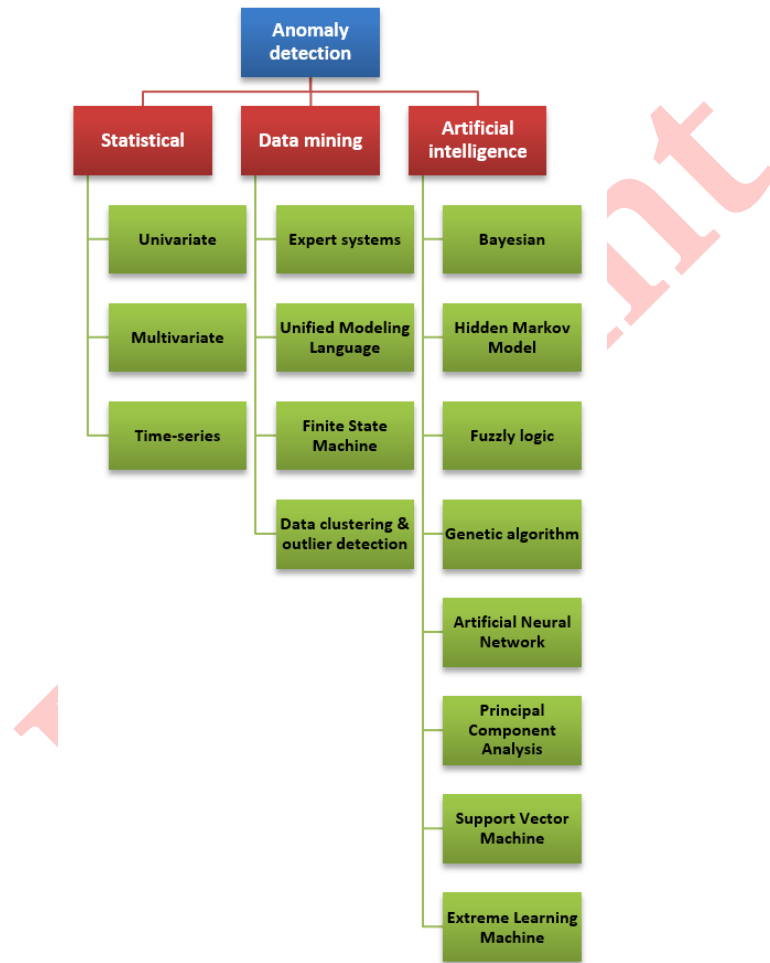 Anomaly
detection
Statistical
Data mining
Artificial
intelligence
Univariate
Multivariate
Time-series
Expert systems
Unified Modeling
Language
Finite State
Machine
Data clustering &
outlier detection
Bayesian
Hidden Markov
Model
Fuzzly logic
Genetic algorithm
Artificial Neural
Network
Principal
Component
Analysis
Support Vector
Machine
Extreme Learning
Machine